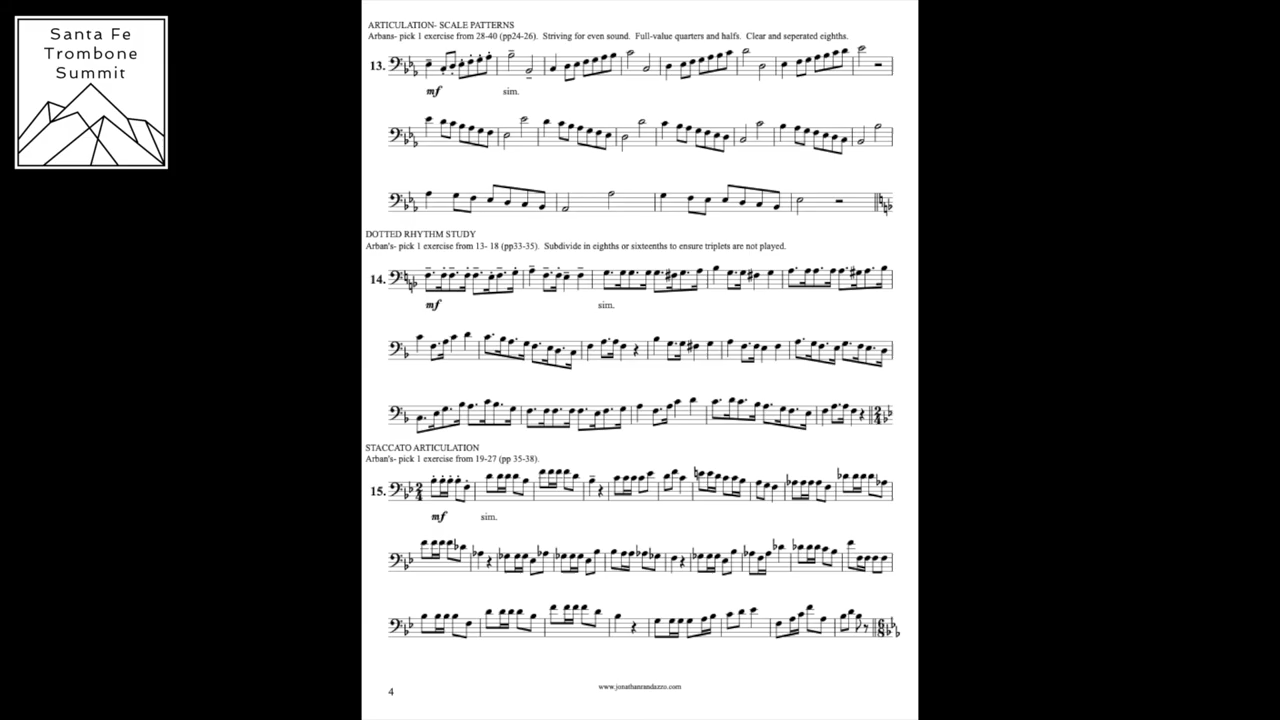 Santa Fe
Trombone
Summit
ARTICULATION- SCALE PATTERNS
Arbans- pick 1 exercise from 28-40 (pp24-26). Striving for even sound. Full-value quarters and halfs. Clear and seperated eighths.
13.
mf sim.
DOTTED RHYTHM STUDY
Arban's- pick 1 exercise from 13- 18 (pp33-35). Subdivide in eighths or sixteenths to ensure triplets are not played.
14.
mf sim.
STACCATO ARTICULATION
Arban's- pick 1 exercise from 19-27 (pp 35-38).
15.
mf sim.
www.jonathanrandazzo.com
4